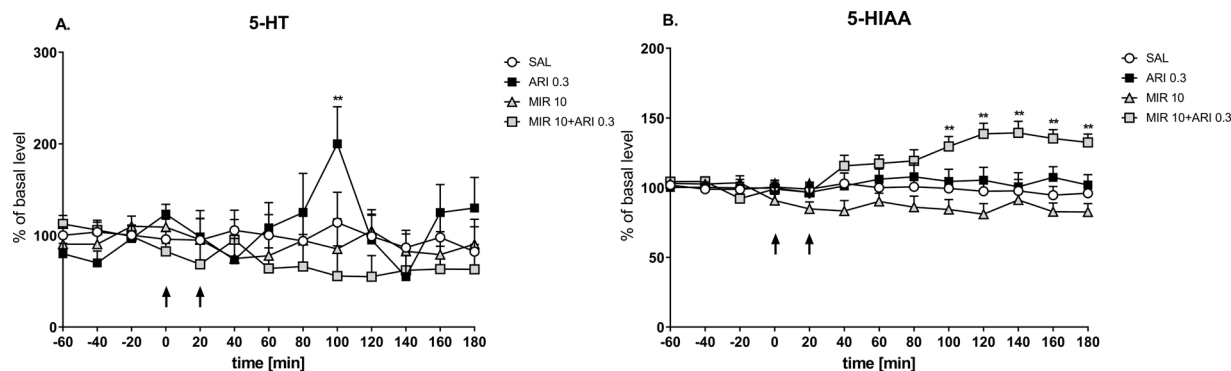 A.
5-HT
% of basal level
300
200
100
0
**
-60 -40 -20 0 20 40 60 80 100 120 140 160 180
time [min]
SAL
ARI 0.3
MIR 10
MIR 10+ARI 0.3
B.
5-HIAA
% of basal level
200
150
100
50
0
** ** ** ** **
-60 -40 -20 0 20 40 60 80 100 120 140 160 180
time [min]
SAL
ARI 0.3
MIR 10
MIR 10+ARI 0.3